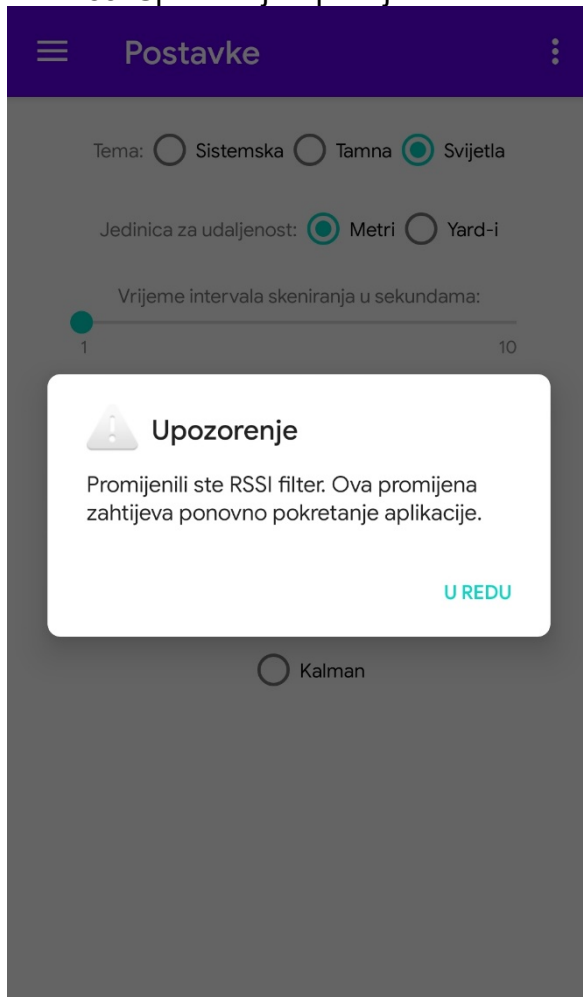 Postavke
Tema: Sistemska Tamna Svijetla
Jedinica za udaljenost: Metri Yard-i
Vrijeme intervala skeniranja u sekundama:
1 10
Upozorenje
Promijenili ste RSSI filter. Ova promijena
zahtijeva ponovno pokretanje aplikacije.
U REDU
Kalman